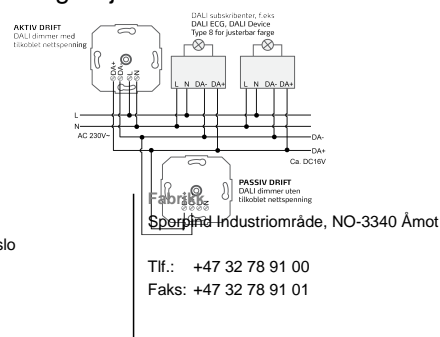 AKTIV DRIFT
DALI dimmer med
tilkoblet nettspenning
DALI subskribenter, f.eks
DALI ECG, DALI Device
Type 8 for justerbar farge
DA+
DA-
L
N
L N DA- DA+
L N DA- DA+
L
N
AC 230V~
DA-
DA+
Ca. DC16V
PASSIV DRIFT
DALI dimmer uten
tilkoblet nettspenning
Fabrikk
Sporpind Industriområde, NO-3340 Åmot
slo
Tlf.: +47 32 78 91 00
Faks: +47 32 78 91 01